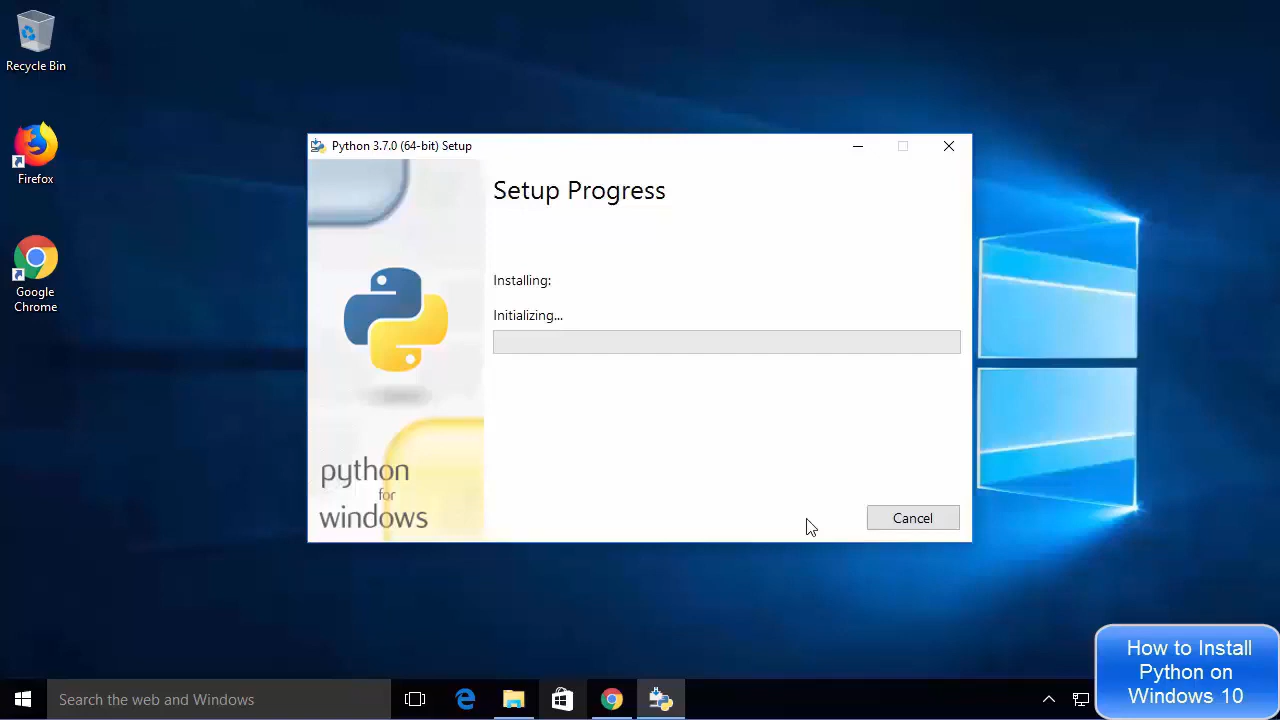 Recycle Bin
Firefox
Google
Chrome
Python 3.7.0 (64-bit) Setup
Setup Progress
Installing:
Initializing...
python
for
windows
Cancel
Search the web and Windows
How to Install
Python on
Windows 10